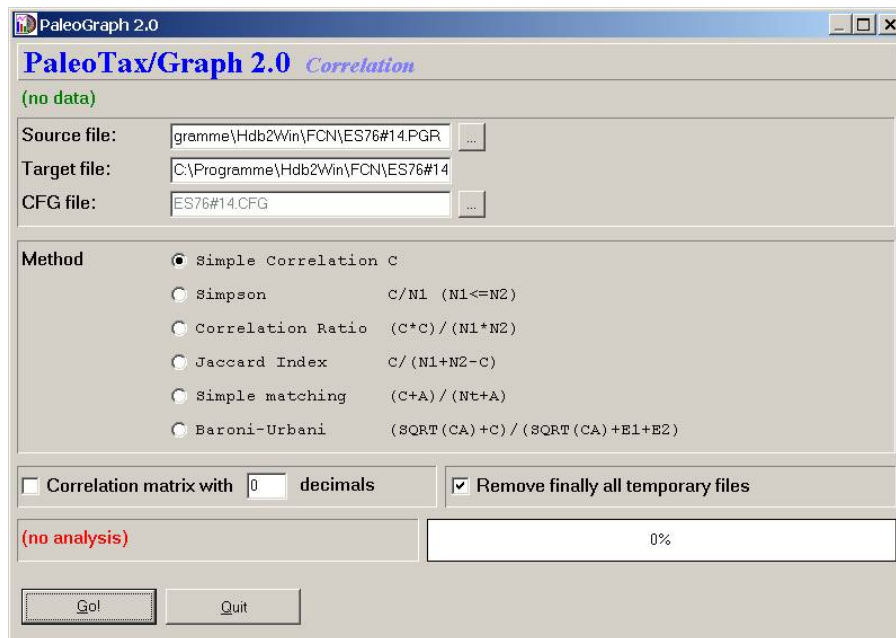 PaleoGraph 2.0
PaleoTax/Graph 2.0 Correlation
(no data)
Source file: gramme\Hdb2Win\FCN\ES76#14.PGR ...
Target file: C:\Programme\Hdb2Win\FCN\ES76#14
CFG file: ES76#14.CFG ...
Method Simple Correlation C
Simpson C/N1 (N1<=N2)
Correlation Ratio (C*C)/(N1*N2)
Jaccard Index C/(N1+N2-C)
Simple matching (C+A)/(Nt+A)
Baroni-Urbani (SQRT(CA)+C)/(SQRT(CA)+E1+E2)
Correlation matrix with 0 decimals Remove finally all temporary files
(no analysis) 0%
Go! Quit